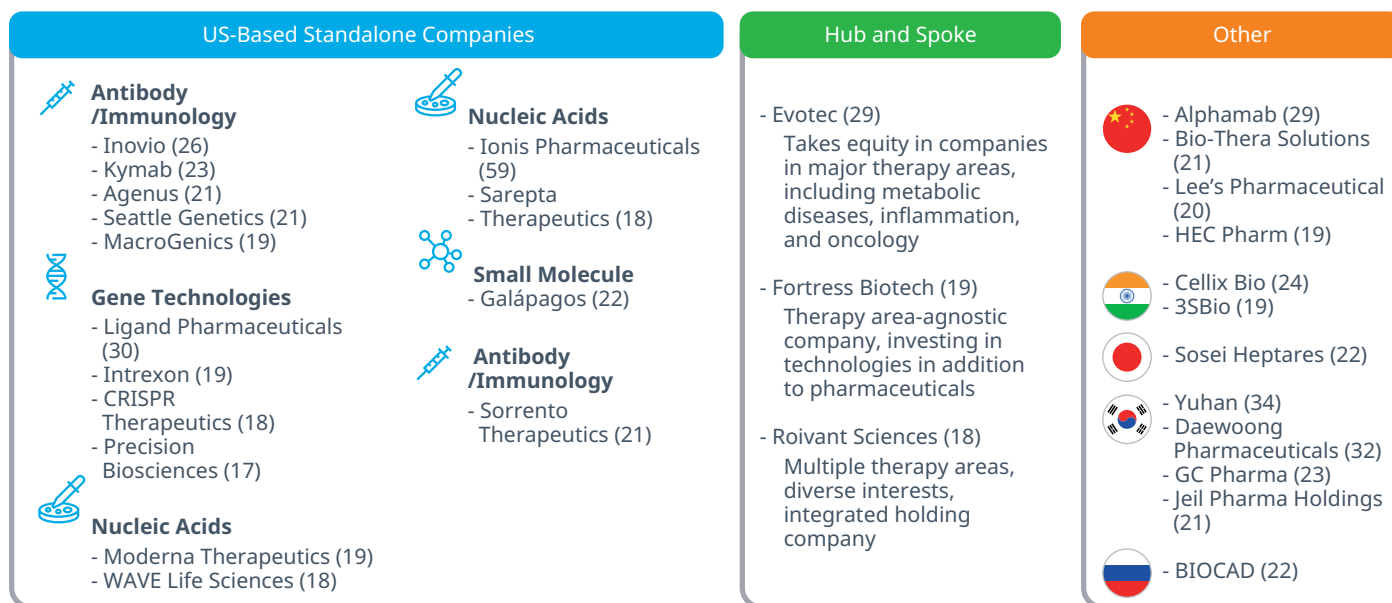 US-Based Standalone Companies
Antibody
/Immunology
- Inovio (26)
- Kymab (23)
- Agenus (21)
- Seattle Genetics (21)
- MacroGenics (19)
Gene Technologies
- Ligand Pharmaceuticals
(30)
- Intrexon (19)
- CRISPR
Therapeutics (18)
- Precision
Biosciences (17)
Nucleic Acids
- Moderna Therapeutics (19)
- WAVE Life Sciences (18)
Nucleic Acids
- Ionis Pharmaceuticals
(59)
- Sarepta
- Therapeutics (18)
Small Molecule
- Galápagos (22)
Antibody
/Immunology
- Sorrento
Therapeutics (21)
Hub and Spoke
- Evotec (29)
Takes equity in companies
in major therapy areas,
including metabolic
diseases, inflammation,
and oncology
- Fortress Biotech (19)
Therapy area-agnostic
company, investing in
technologies in addition
to pharmaceuticals
- Roivant Sciences (18)
Multiple therapy areas,
diverse interests,
integrated holding
company
Other
- Alphamab (29)
- Bio-Thera Solutions
(21)
- Lee's Pharmaceutical
(20)
- HEC Pharm (19)
- Cellix Bio (24)
- 3SBio (19)
- Sosei Heptares (22)
- Yuhan (34)
- Daewoong
Pharmaceuticals (32)
- GC Pharma (23)
- Jeil Pharma Holdings
(21)
- BIOCAD (22)